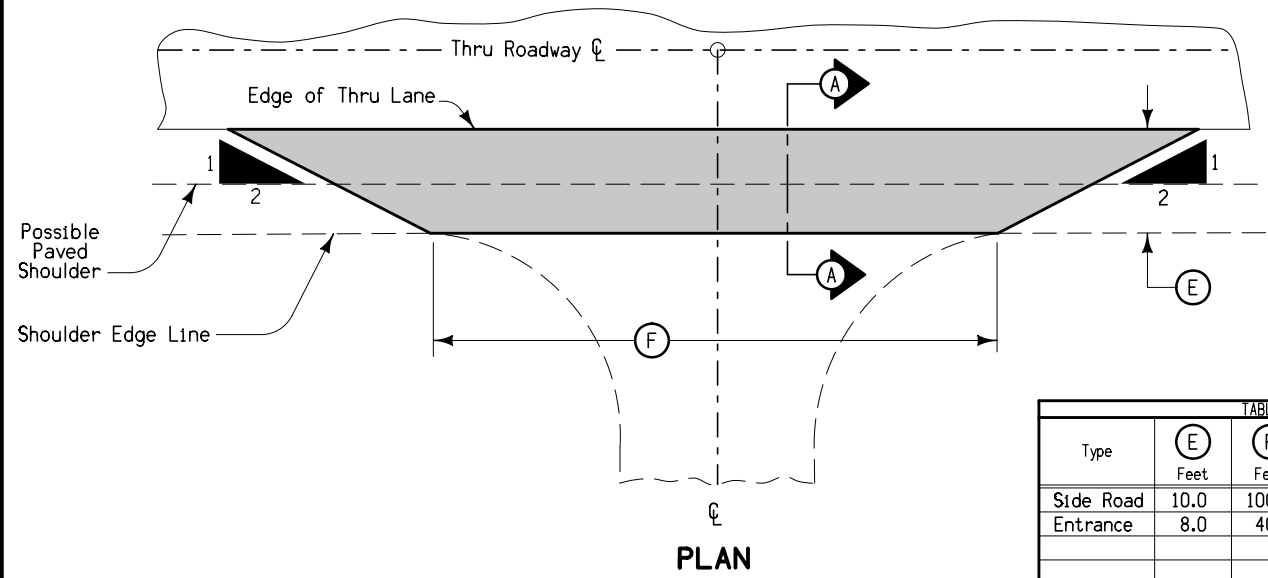 Thru Roadway ℄
A
Edge of Thru Lane
1
2
1
2
Possible
Paved
Shoulder
A
E
Shoulder Edge Line
F
℄
PLAN
Type
E
Feet
Side Road 10.0
Entrance 8.0